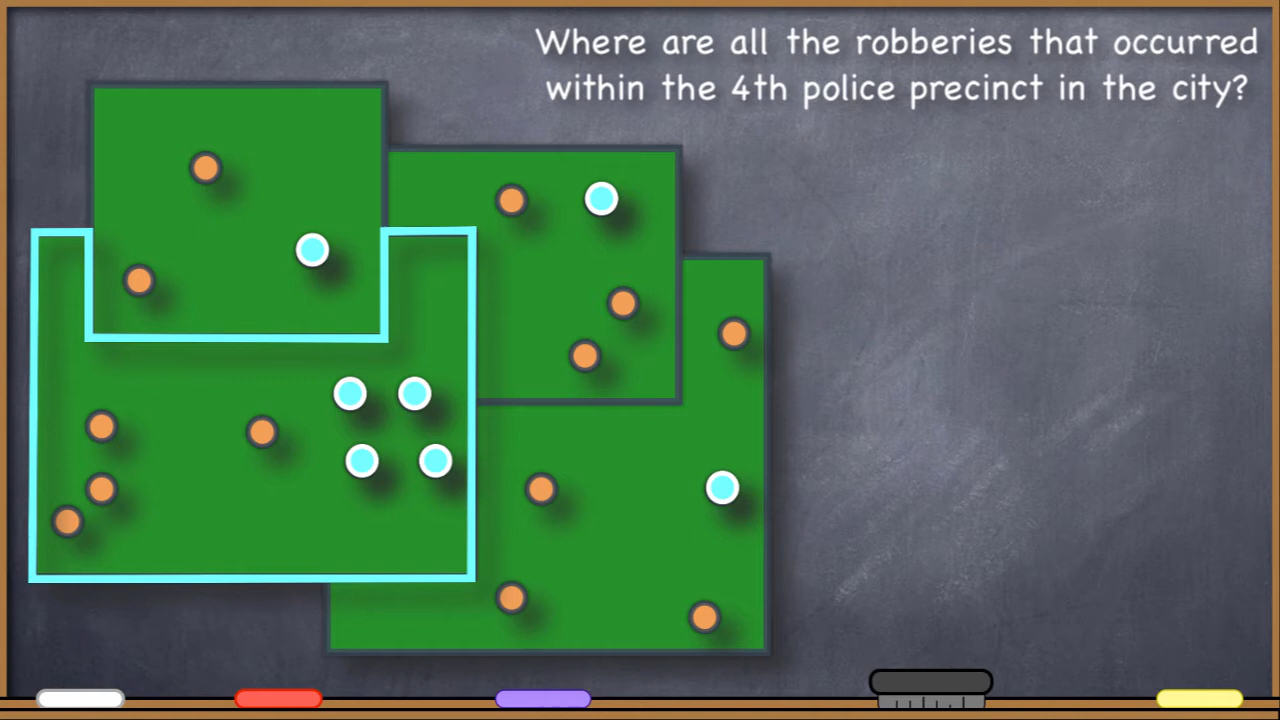 Where are all the robberies that occurred
within the 4th police precinct in the city?